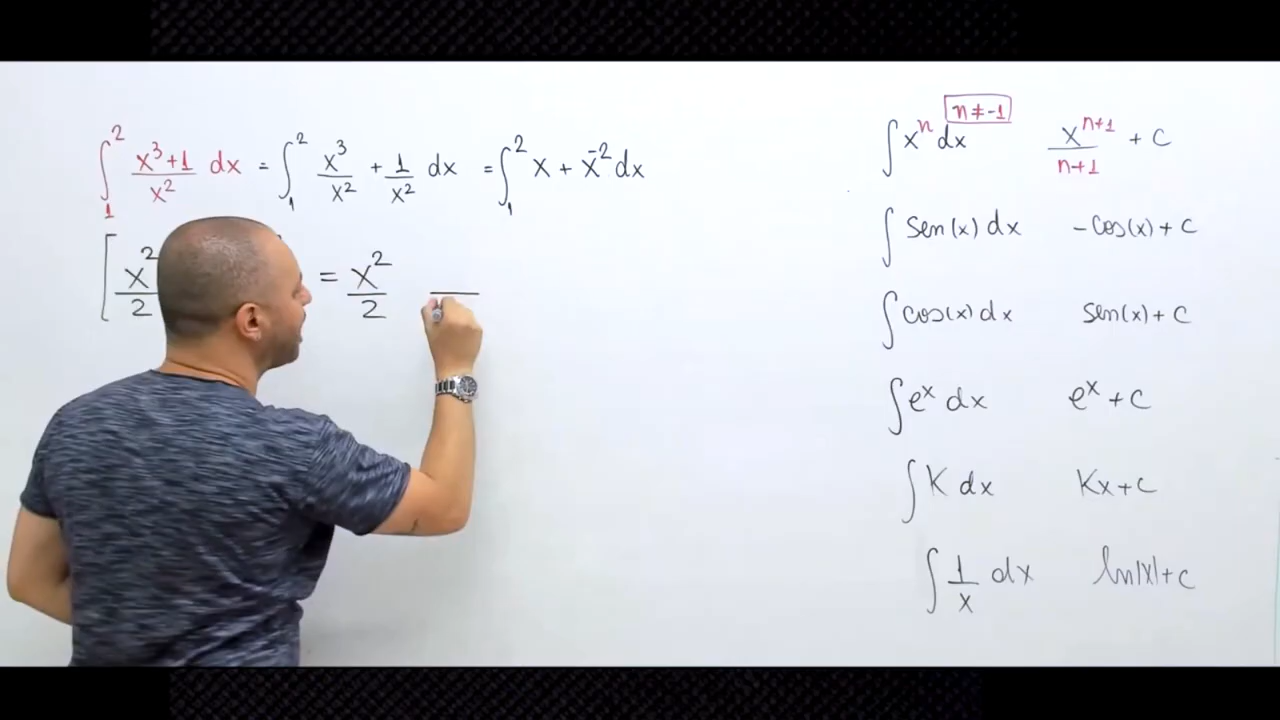 ∫₁² (x³+1)/x² dx = ∫₁² x³/x² + 1/x² dx = ∫₁² x + x⁻² dx
[ x²/2 = x²/2
∫ xⁿ dx n≠-1 xⁿ⁺¹/(n+1) + C
∫ Sen(x) dx -Cos(x) + C
∫ cos(x) dx Sen(x) + C
∫ eˣ dx eˣ + C
∫ K dx Kx + C
∫ 1/x dx ln|x| + C